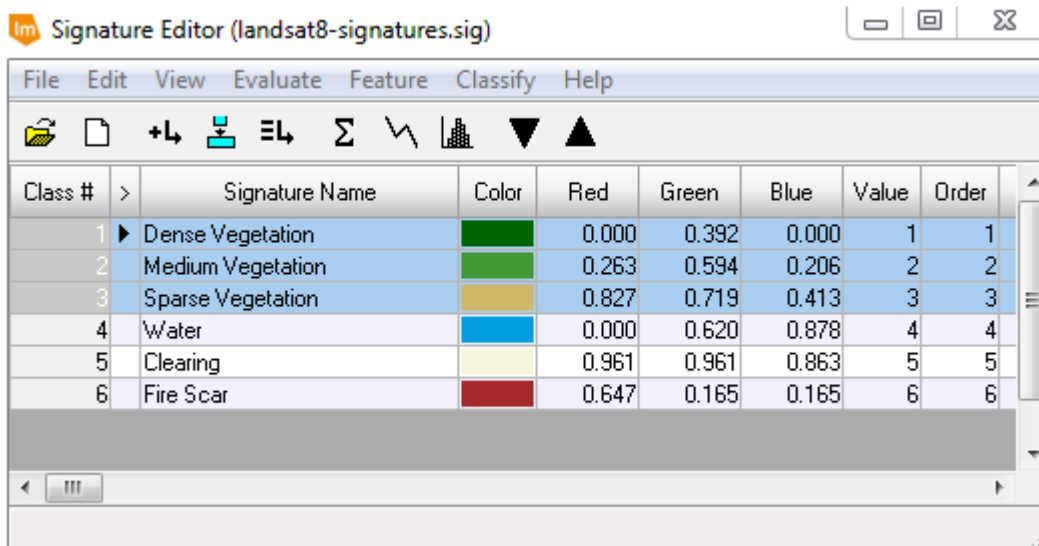 Im Signature Editor (landsat8-signatures.sig)
File Edit View Evaluate Feature Classify Help
Class # > Signature Name Color Red Green Blue Value Order
1 Dense Vegetation 0.000 0.392 0.000 1 1
2 Medium Vegetation 0.263 0.594 0.206 2 2
3 Sparse Vegetation 0.827 0.719 0.413 3 3
4 Water 0.000 0.620 0.878 4 4
5 Clearing 0.961 0.961 0.863 5 5
6 Fire Scar 0.647 0.165 0.165 6 6